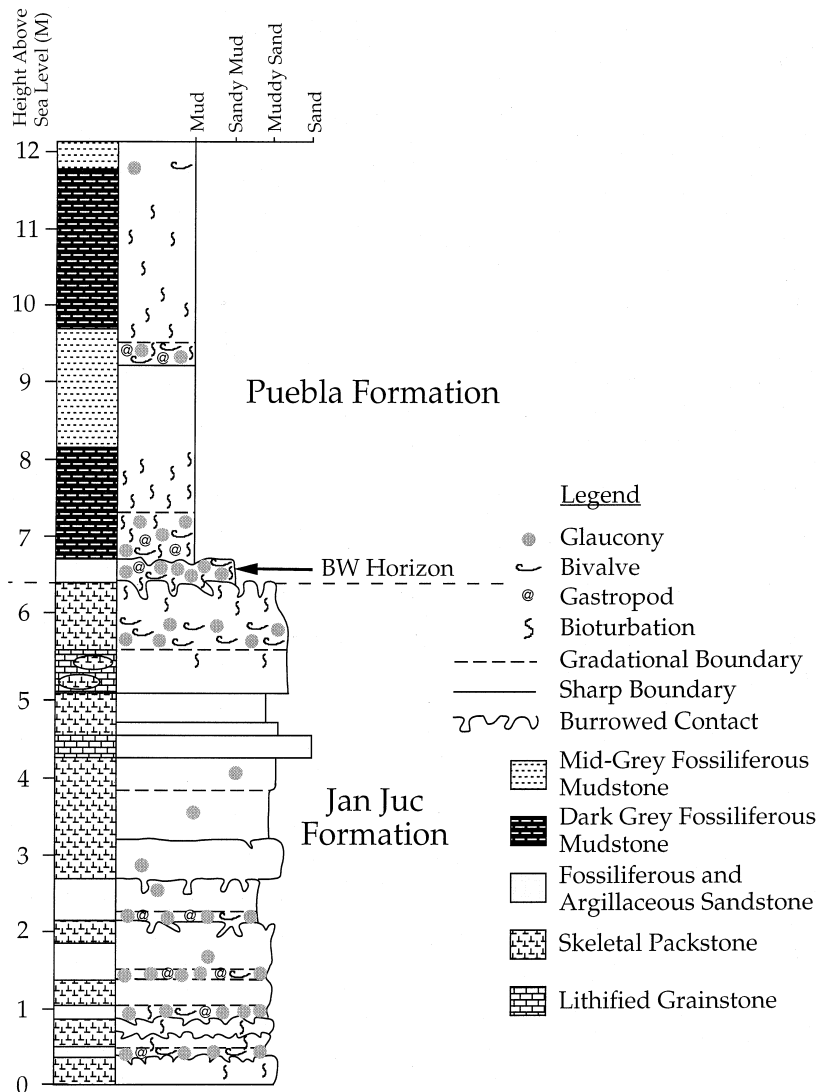 Height Above
Sea Level (M)
Mud
Sandy Mud
Muddy Sand
Sand
12
11
10
9
8
7
6
5
4
3
2
1
0
Puebla Formation
BW Horizon
Jan Juc
Formation
Legend
Glaucony
Bivalve
Gastropod
Bioturbation
Gradational Boundary
Sharp Boundary
Burrowed Contact
Mid-Grey Fossiliferous
Mudstone
Dark Grey Fossiliferous
Mudstone
Fossiliferous and
Argillaceous Sandstone
Skeletal Packstone
Lithified Grainstone